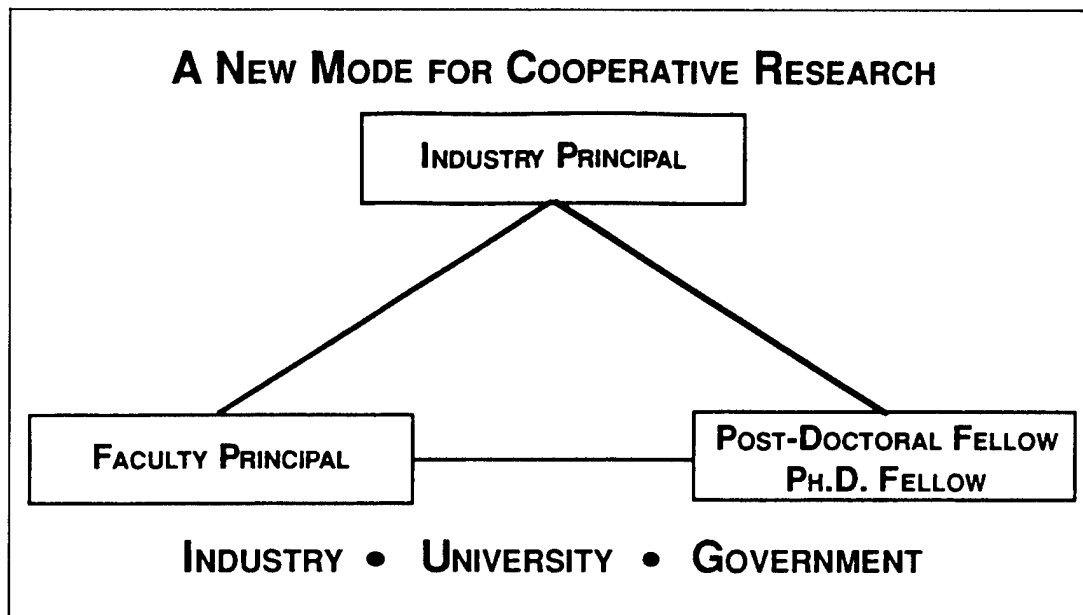 A NEW MODE FOR COOPERATIVE RESEARCH
INDUSTRY PRINCIPAL
FACULTY PRINCIPAL
POST-DOCTORAL FELLOW
PH.D. FELLOW
INDUSTRY • UNIVERSITY • GOVERNMENT